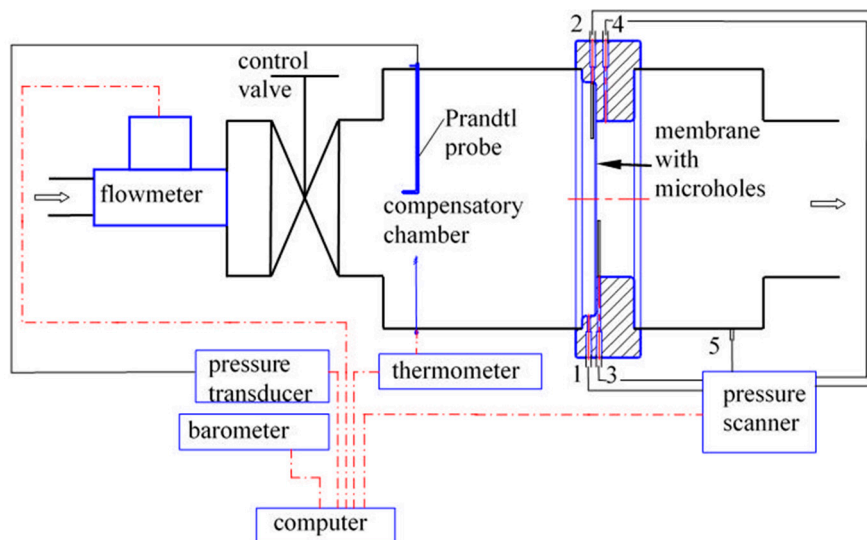 2 4
control
valve
Prandtl
probe
membrane
with
microholes
flowmeter
compensatory
chamber
5
1 3
pressure
transducer
thermometer
pressure
scanner
barometer
computer